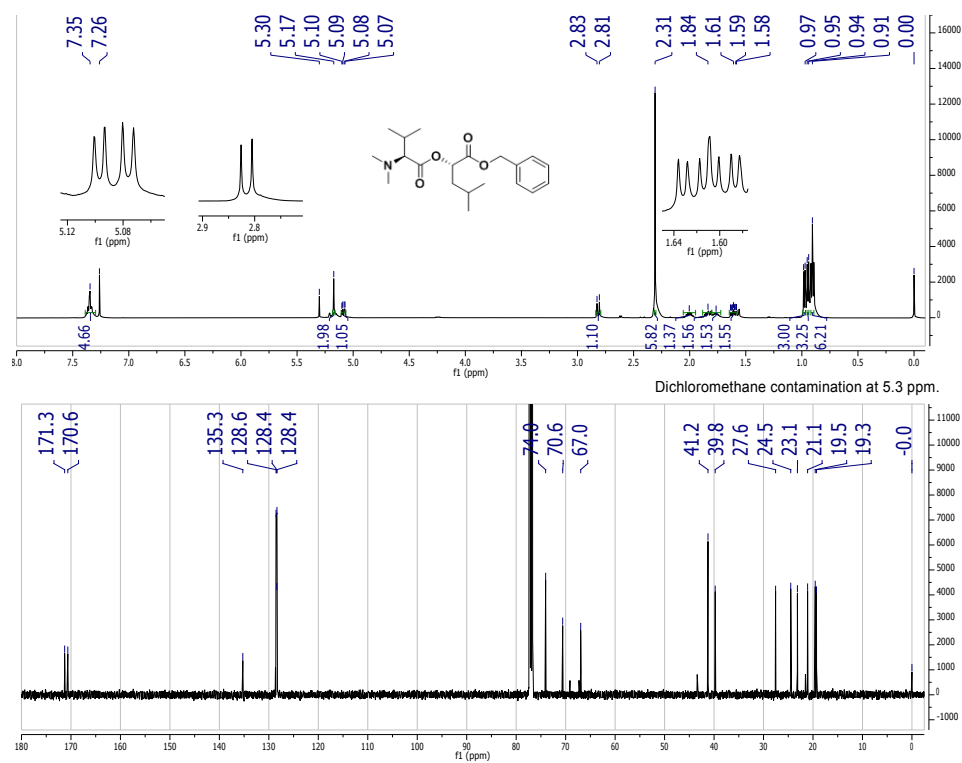 7.35 7.26 5.30 5.17 5.10 5.09 5.08 5.07 2.83 2.81 2.31 1.84 1.61 1.59 1.58 0.97 0.95 0.94 0.91 0.00
16000
14000
12000
10000
8000
6000
4000
2000
0
5.12 5.08
f1 (ppm)
2.9 2.8
f1 (ppm)
N O O O O
1.64 1.60
f1 (ppm)
4.66 1.98 1.05 1.10 5.82 1.37 1.56 1.53 1.55 3.00 3.25 6.21
8.0 7.5 7.0 6.5 6.0 5.5 5.0 4.5 4.0 3.5 3.0 2.5 2.0 1.5 1.0 0.5 0.0
f1 (ppm)
Dichloromethane contamination at 5.3 ppm.
171.3 170.6 135.3 128.6 128.4 128.4 74.0 70.6 67.0 41.2 39.8 27.6 24.5 23.1 21.1 19.5 19.3 -0.0
11000
10000
9000
8000
7000
6000
5000
4000
3000
2000
1000
0
-1000
180 170 160 150 140 130 120 110 100 90 80 70 60 50 40 30 20 10 0
f1 (ppm)